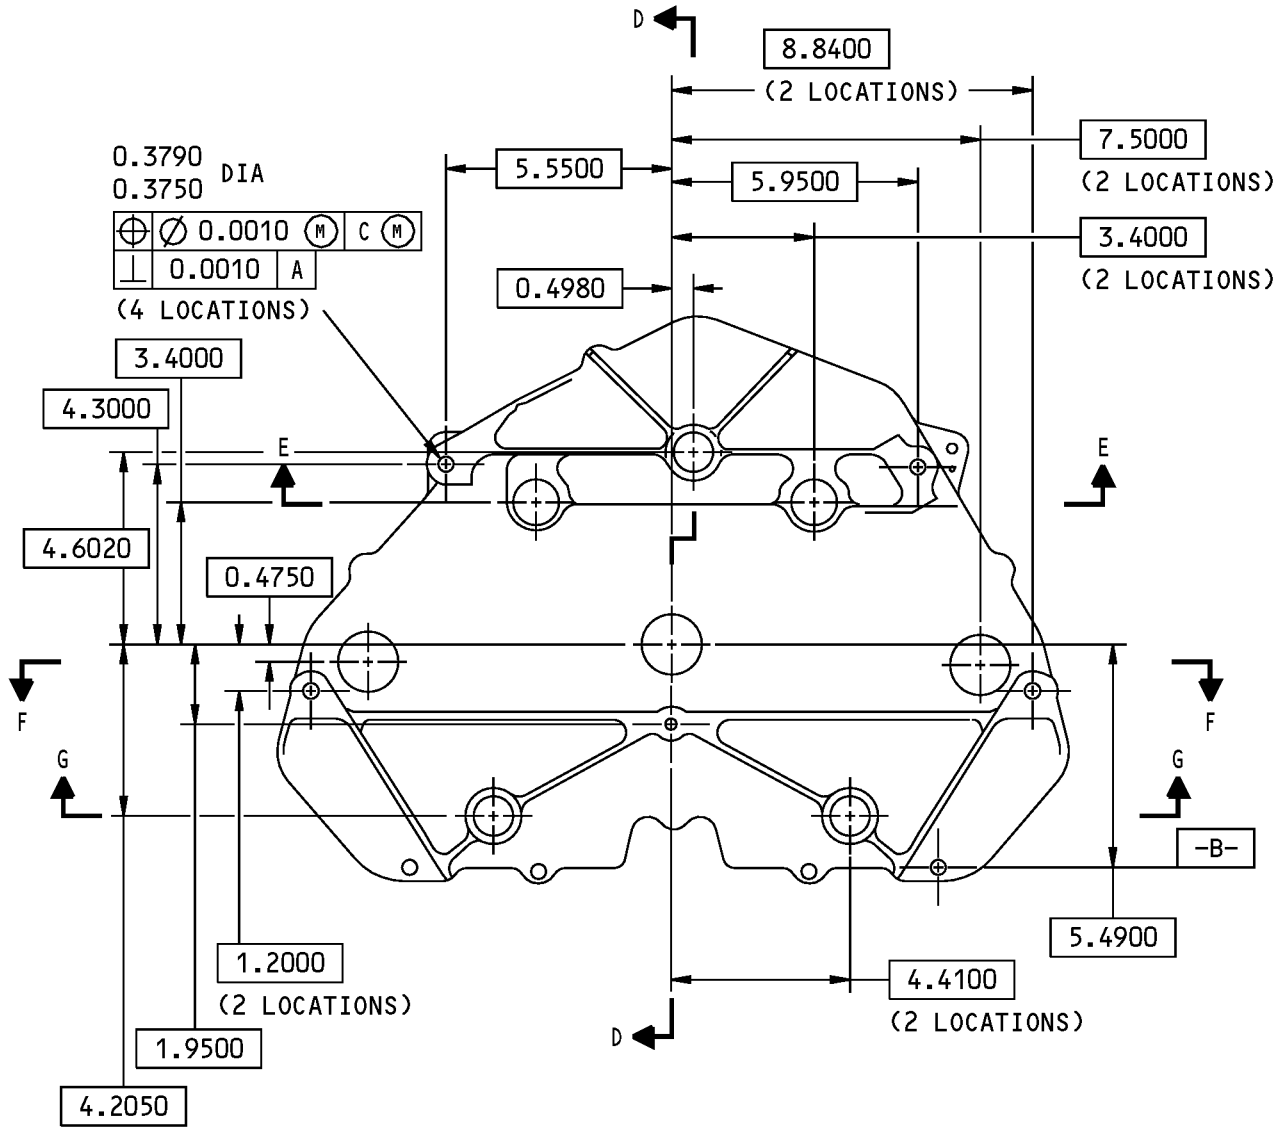 D
8.8400
(2 LOCATIONS)
7.5000
(2 LOCATIONS)
5.5500
5.9500
0.3790
0.3750
DIA
⌖ ⌀ 0.0010 Ⓜ C Ⓜ
⊥ 0.0010 A
(4 LOCATIONS)
3.4000
(2 LOCATIONS)
0.4980
3.4000
4.3000
E
E
4.6020
0.4750
F
F
G
G
-B-
5.4900
1.2000
(2 LOCATIONS)
4.4100
(2 LOCATIONS)
D
1.9500
4.2050